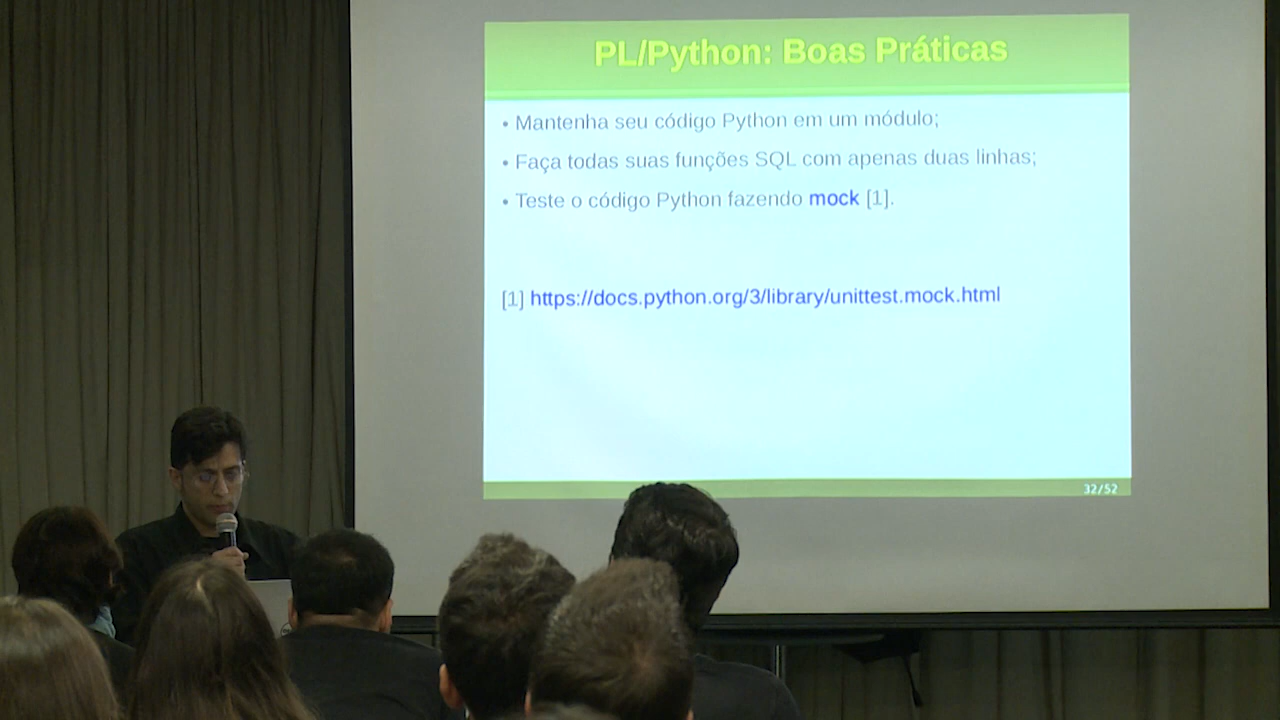 PL/Python: Boas Práticas
• Mantenha seu código Python em um módulo;
• Faça todas suas funções SQL com apenas duas linhas;
• Teste o código Python fazendo mock [1].
[1] https://docs.python.org/3/library/unittest.mock.html
32/52